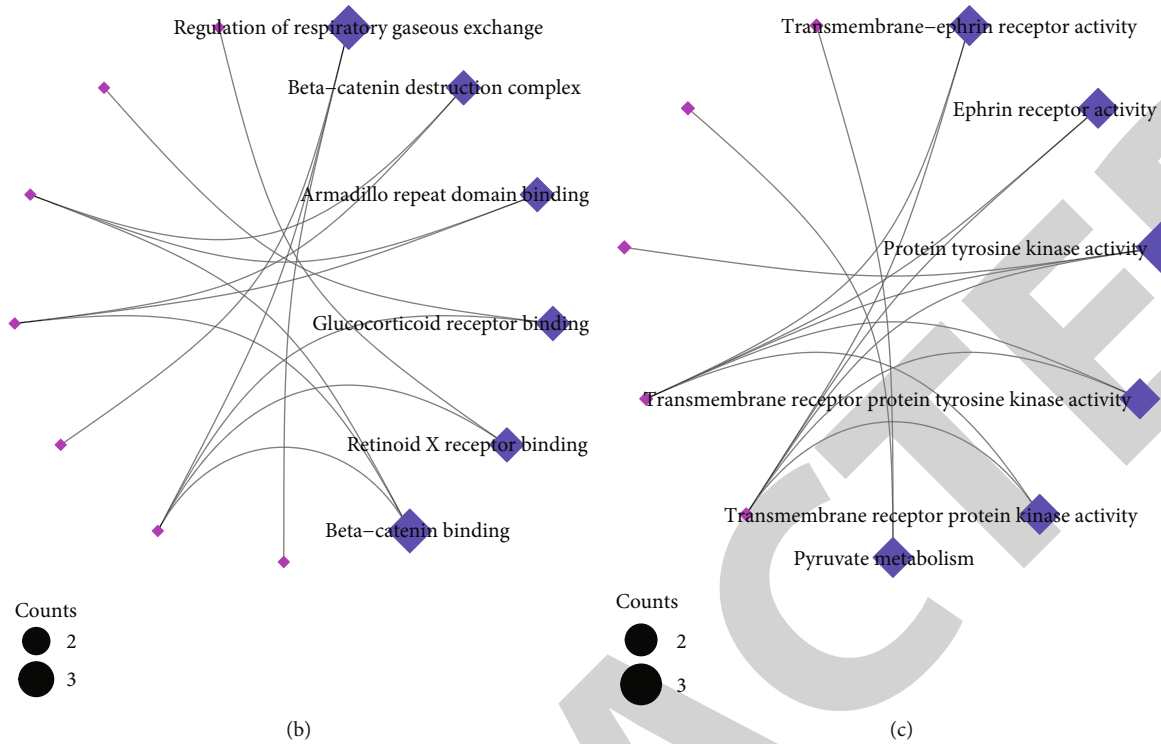 Regulation of respiratory gaseous exchange
Beta−catenin destruction complex
Armadillo repeat domain binding
Glucocorticoid receptor binding
Retinoid X receptor binding
Beta−catenin binding
Counts
2
3
(b)
Transmembrane−ephrin receptor activity
Ephrin receptor activity
Protein tyrosine kinase activity
Transmembrane receptor protein tyrosine kinase activity
Transmembrane receptor protein kinase activity
Pyruvate metabolism
Counts
2
3
(c)
ACTE